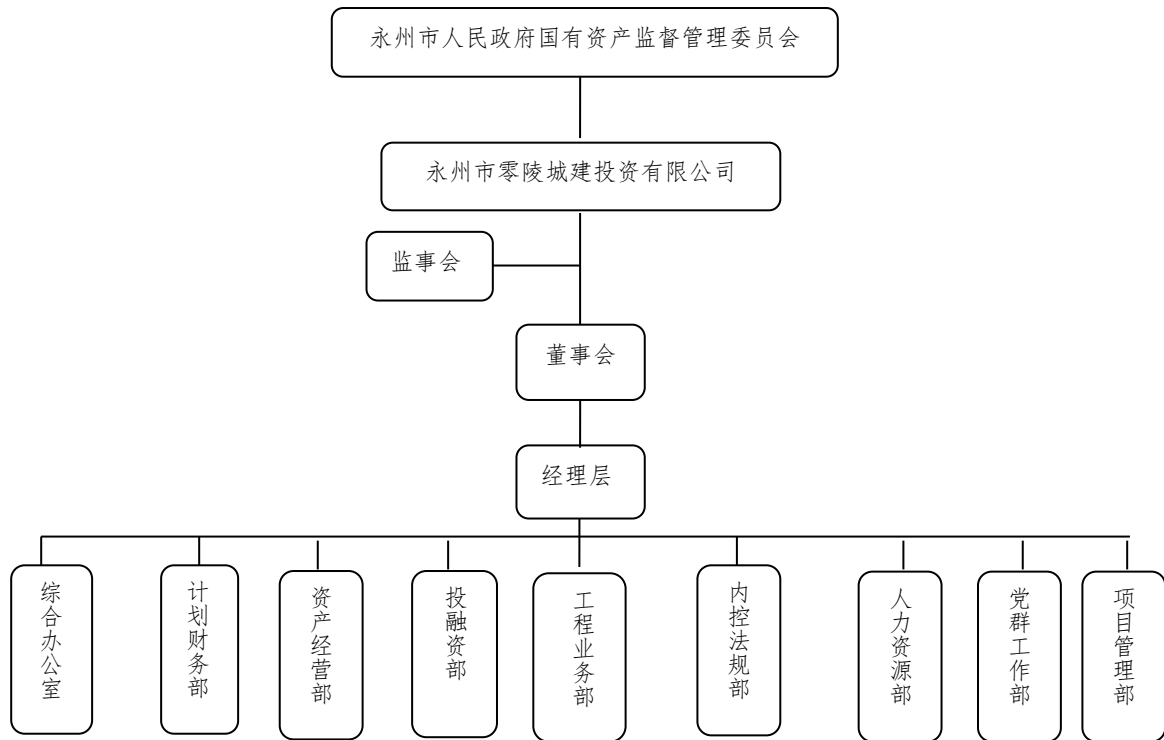 永州市人民政府国有资产监督管理委员会
永州市零陵城建投资有限公司
监事会
董事会
经理层
综合办公室
计划财务部
资产经营部
投融资部
工程业务部
内控法规部
人力资源部
党群工作部
项目管理部